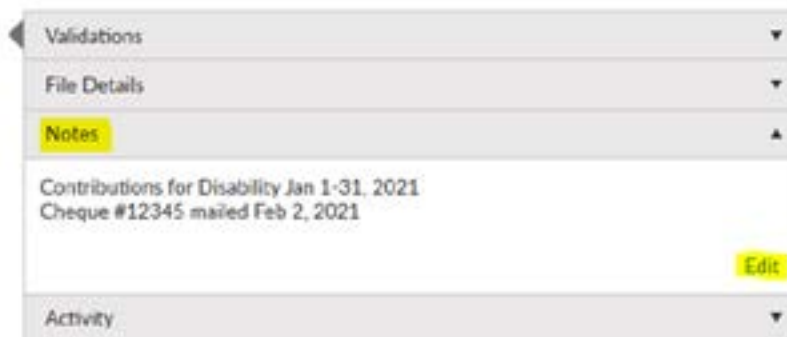 Validations
File Details
Notes
Contributions for Disability Jan 1-31, 2021
Cheque #12345 mailed Feb 2, 2021
Edit
Activity